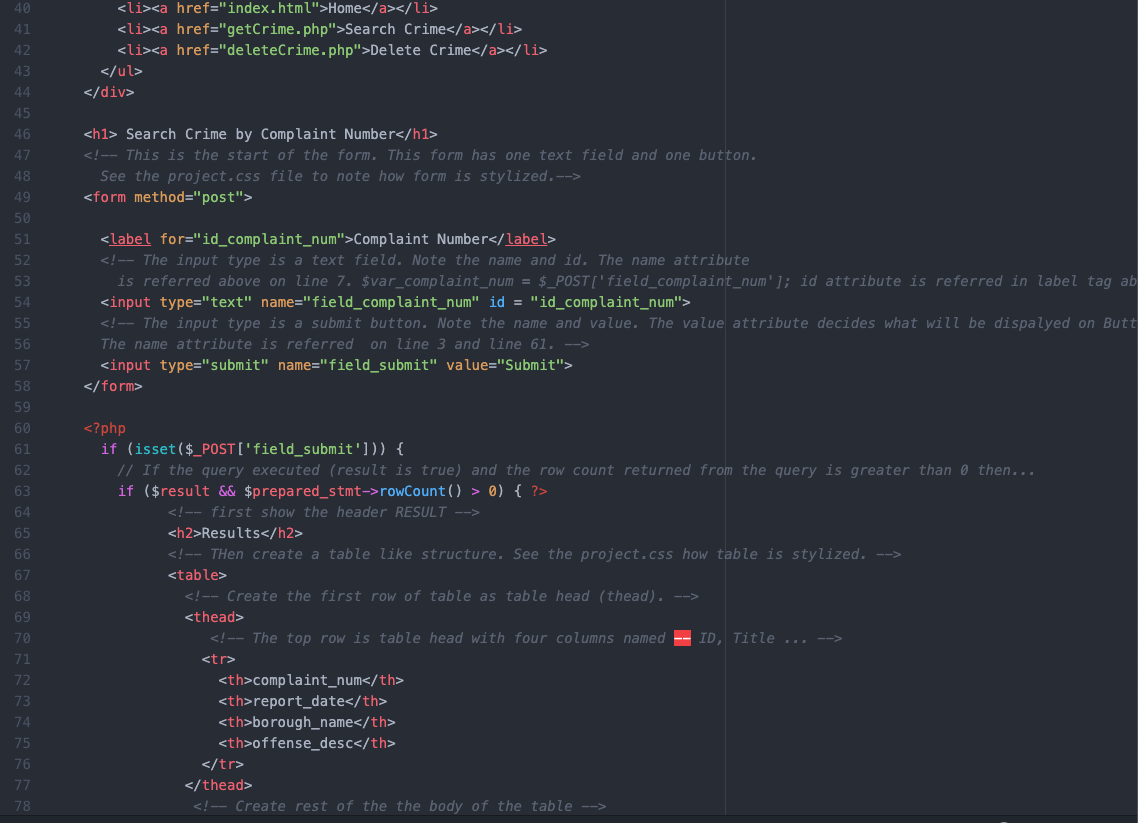 40 <li><a href="index.html">Home</a></li>
41 <li><a href="getCrime.php">Search Crime</a></li>
42 <li><a href="deleteCrime.php">Delete Crime</a></li>
43 </ul>
44 </div>
45
46 <h1> Search Crime by Complaint Number</h1>
47 <!-- This is the start of the form. This form has one text field and one button.
48 See the project.css file to note how form is stylized.-->
49 <form method="post">
50
51 <label for="id_complaint_num">Complaint Number</label>
52 <!-- The input type is a text field. Note the name and id. The name attribute
53 is referred above on line 7. $var_complaint_num = $_POST['field_complaint_num']; id attribute is referred in label tag ab
54 <input type="text" name="field_complaint_num" id = "id_complaint_num">
55 <!-- The input type is a submit button. Note the name and value. The value attribute decides what will be dispalyed on Butt
56 The name attribute is referred  on line 3 and line 61. -->
57 <input type="submit" name="field_submit" value="Submit">
58 </form>
59
60 <?php
61 if (isset($_POST['field_submit'])) {
62 // If the query executed (result is true) and the row count returned from the query is greater than 0 then...
63 if ($result && $prepared_stmt->rowCount() > 0) { ?>
64 <!-- first show the header RESULT -->
65 <h2>Results</h2>
66 <!-- THen create a table like structure. See the project.css how table is stylized. -->
67 <table>
68 <!-- Create the first row of table as table head (thead). -->
69 <thead>
70 <!-- The top row is table head with four columns named -- ID, Title ... -->
71 <tr>
72 <th>complaint_num</th>
73 <th>report_date</th>
74 <th>borough_name</th>
75 <th>offense_desc</th>
76 </tr>
77 </thead>
78 <!-- Create rest of the the body of the table -->